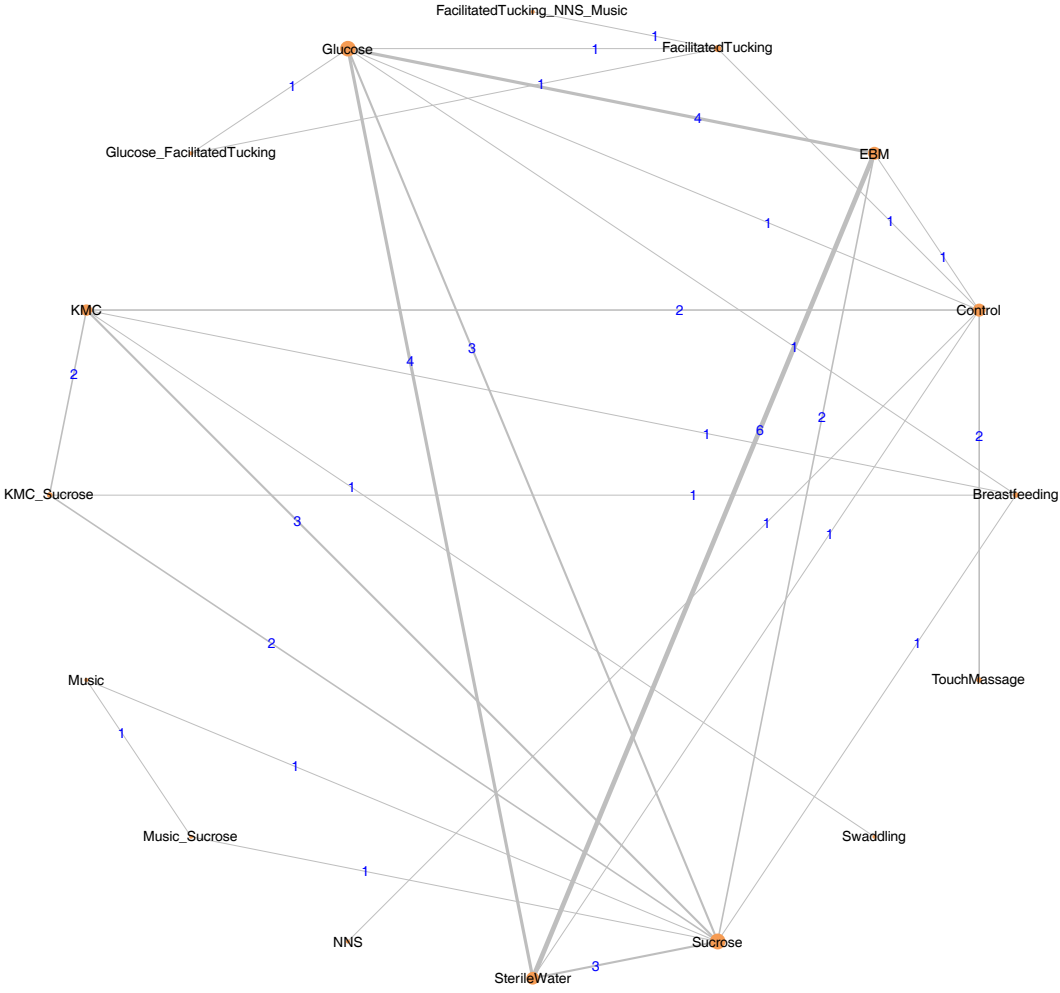 FacilitatedTucking_NNS_Music
1
Glucose
1
FacilitatedTucking
1
1
4
Glucose_FacilitatedTucking
EBM
1
1
1
KMC
2
Control
1
3
4
2
2
6
1
2
1
KMC_Sucrose
1
Breastfeeding
3
1
1
2
1
Music
TouchMassage
1
1
Music_Sucrose
Swaddling
1
NNS
Sucrose
3
SterileWater